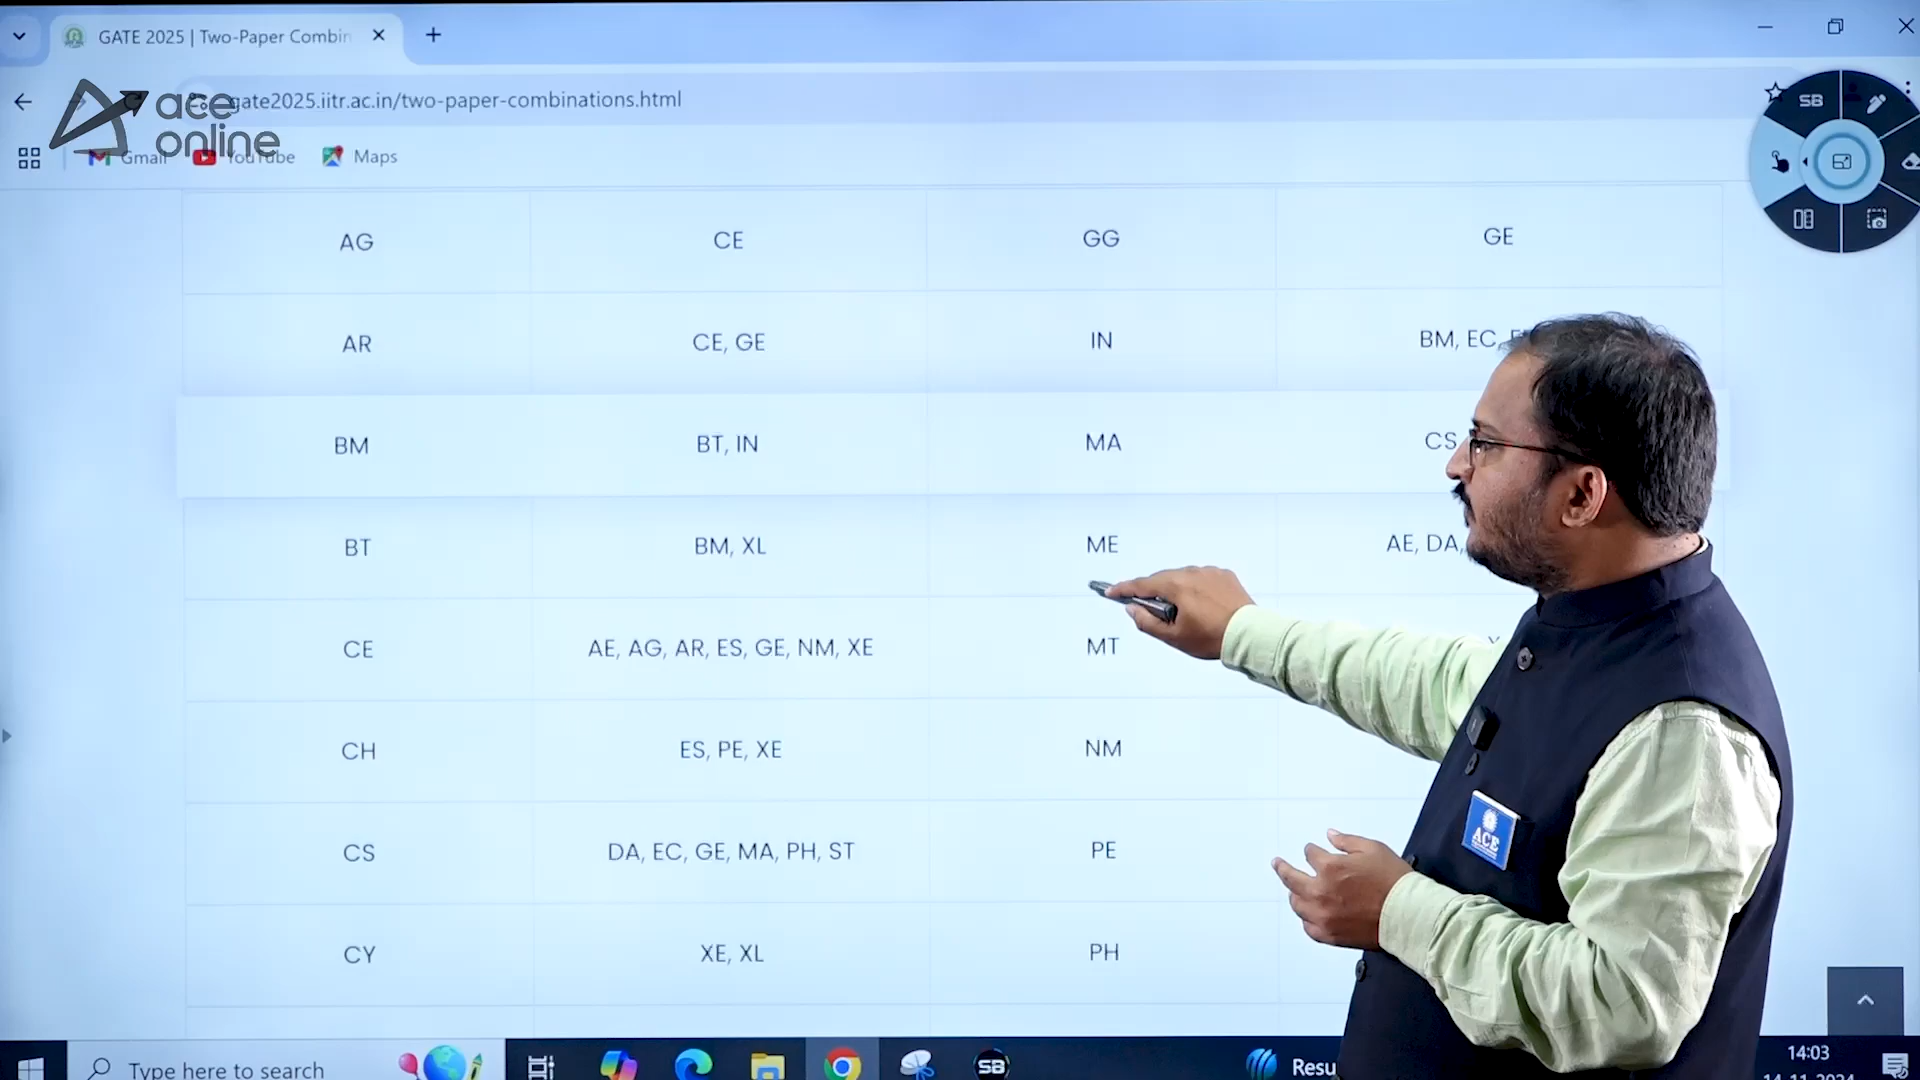 GATE 2025 | Two-Paper Combin
gate2025.iitr.ac.in/two-paper-combinations.html
ace
online
Gmail YouTube Maps
SB
AG CE GG GE
AR CE, GE IN BM, EC,
BM BT, IN MA CS
BT BM, XL ME AE, DA,
CE AE, AG, AR, ES, GE, NM, XE MT
CH ES, PE, XE NM
CS DA, EC, GE, MA, PH, ST PE
CY XE, XL PH
ACE
Type here to search
SB
14:03
14-11-2024